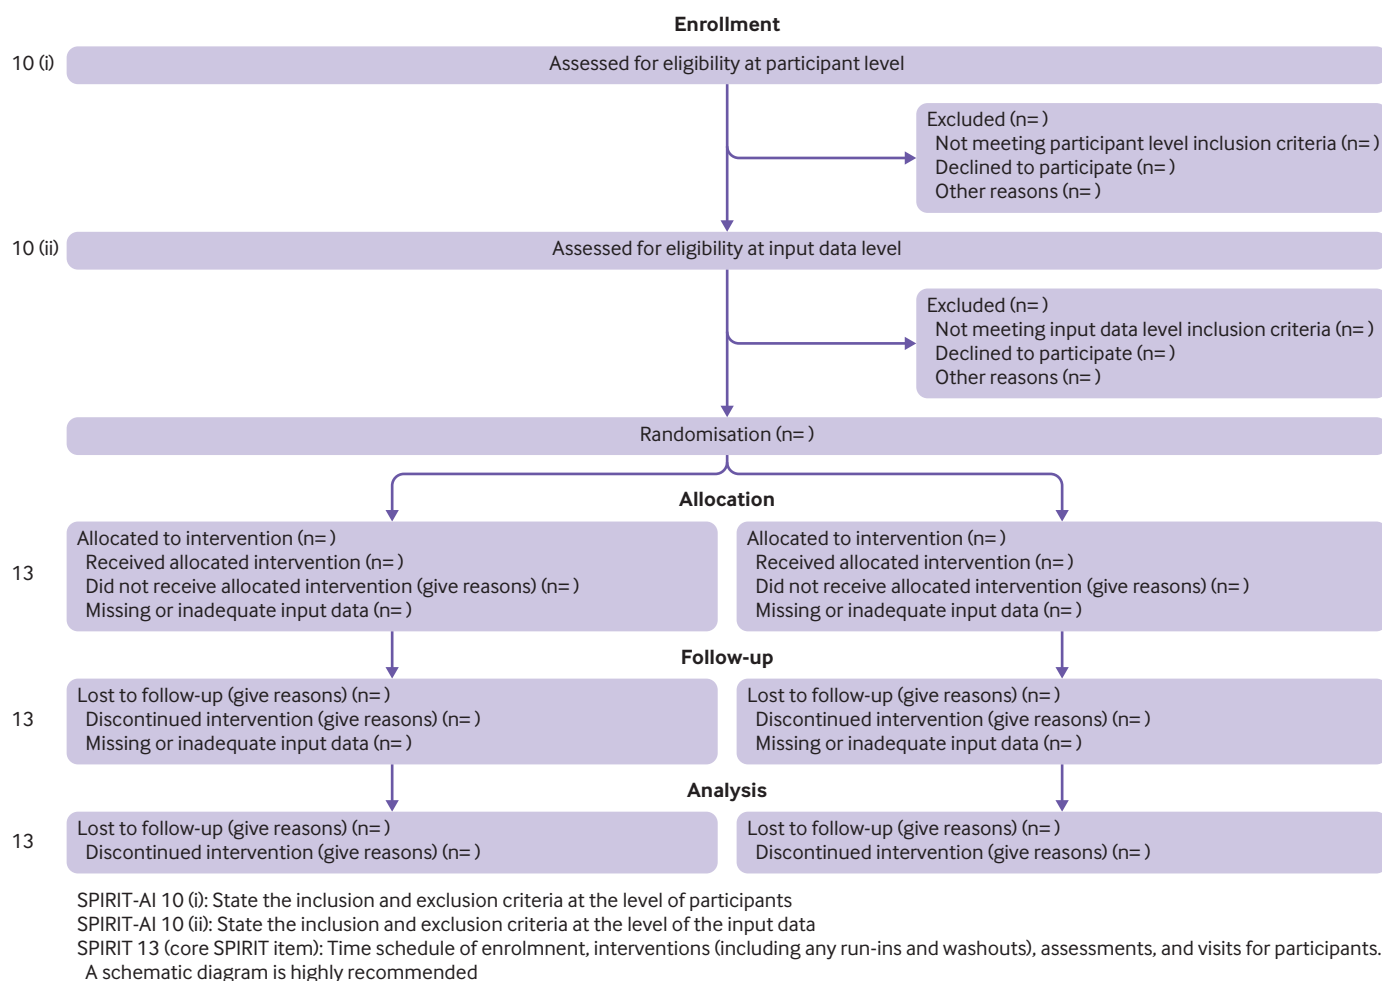 Enrollment
10 (i)
Assessed for eligibility at participant level
Excluded (n= )
Not meeting participant level inclusion criteria (n= )
Declined to participate (n= )
Other reasons (n= )
10 (ii)
Assessed for eligibility at input data level
Excluded (n= )
Not meeting input data level inclusion criteria (n= )
Declined to participate (n= )
Other reasons (n= )
Randomisation (n= )
Allocation
13
Allocated to intervention (n= )
Received allocated intervention (n= )
Did not receive allocated intervention (give reasons) (n= )
Missing or inadequate input data (n= )
Allocated to intervention (n= )
Received allocated intervention (n= )
Did not receive allocated intervention (give reasons) (n= )
Missing or inadequate input data (n= )
Follow-up
13
Lost to follow-up (give reasons) (n= )
Discontinued intervention (give reasons) (n= )
Missing or inadequate input data (n= )
Lost to follow-up (give reasons) (n= )
Discontinued intervention (give reasons) (n= )
Missing or inadequate input data (n= )
Analysis
13
Lost to follow-up (give reasons) (n= )
Discontinued intervention (give reasons) (n= )
Lost to follow-up (give reasons) (n= )
Discontinued intervention (give reasons) (n= )
SPIRIT-AI 10 (i): State the inclusion and exclusion criteria at the level of participants
SPIRIT-AI 10 (ii): State the inclusion and exclusion criteria at the level of the input data
SPIRIT 13 (core SPIRIT item): Time schedule of enrolmnent, interventions (including any run-ins and washouts), assessments, and visits for participants.
A schematic diagram is highly recommended